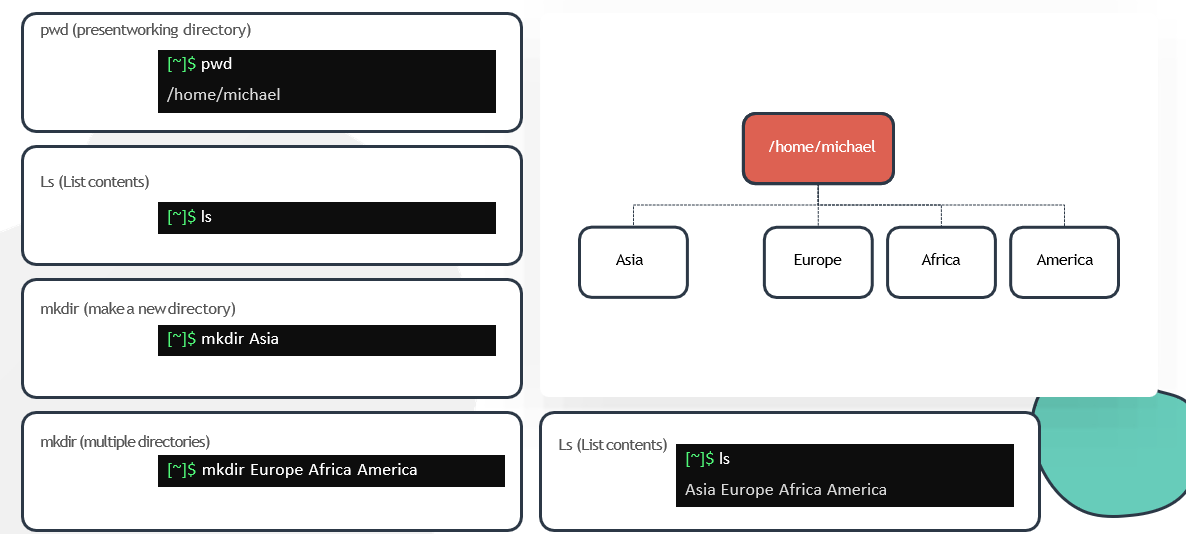 pwd (presentworking directory)
[~]$ pwd
/home/michael
Ls (List contents)
[~]$ ls
mkdir (make a new directory)
[~]$ mkdir Asia
mkdir (multiple directories)
[~]$ mkdir Europe Africa America
/home/michael
Asia
Europe
Africa
America
Ls (List contents)
[~]$ ls
Asia Europe Africa America